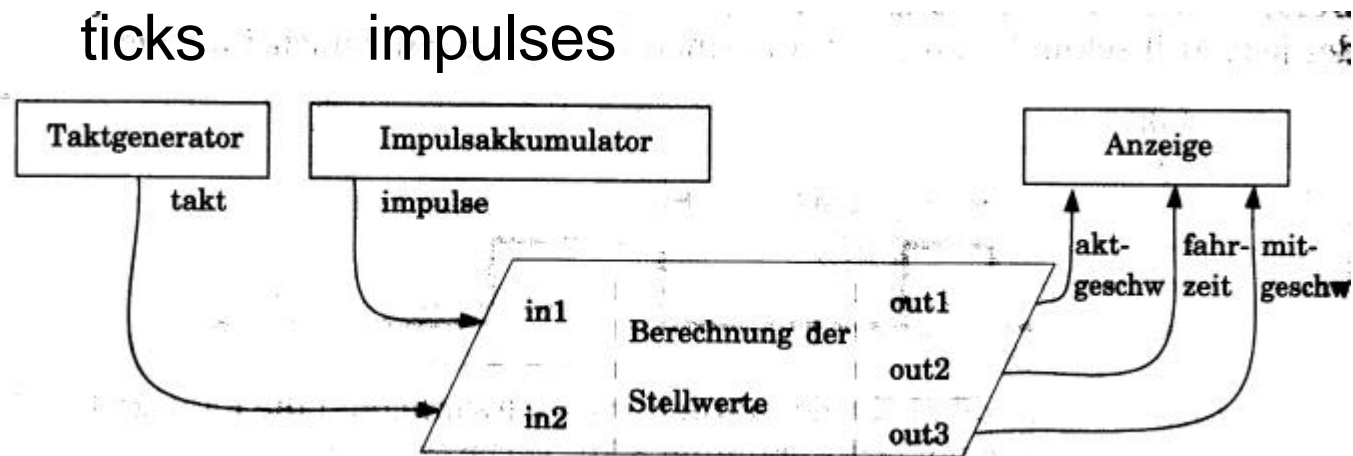 ticks impulses
Taktgenerator Impulsakkumulator Anzeige
takt impulse
akt- fahr- mit-
geschw zeit geschw
in1 out1
Berechnung der
out2
Stellwerte
in2
out3